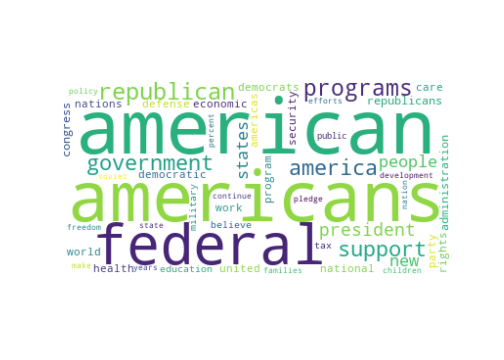 policy republican democrats programs care
nations defense economic americas efforts republicans
congress american percent public security
government states america people
soviet democratic program development nation administration
americans
military continue work pledge president
freedom state believe
federal tax support party rights
world new
make health years education united families national children